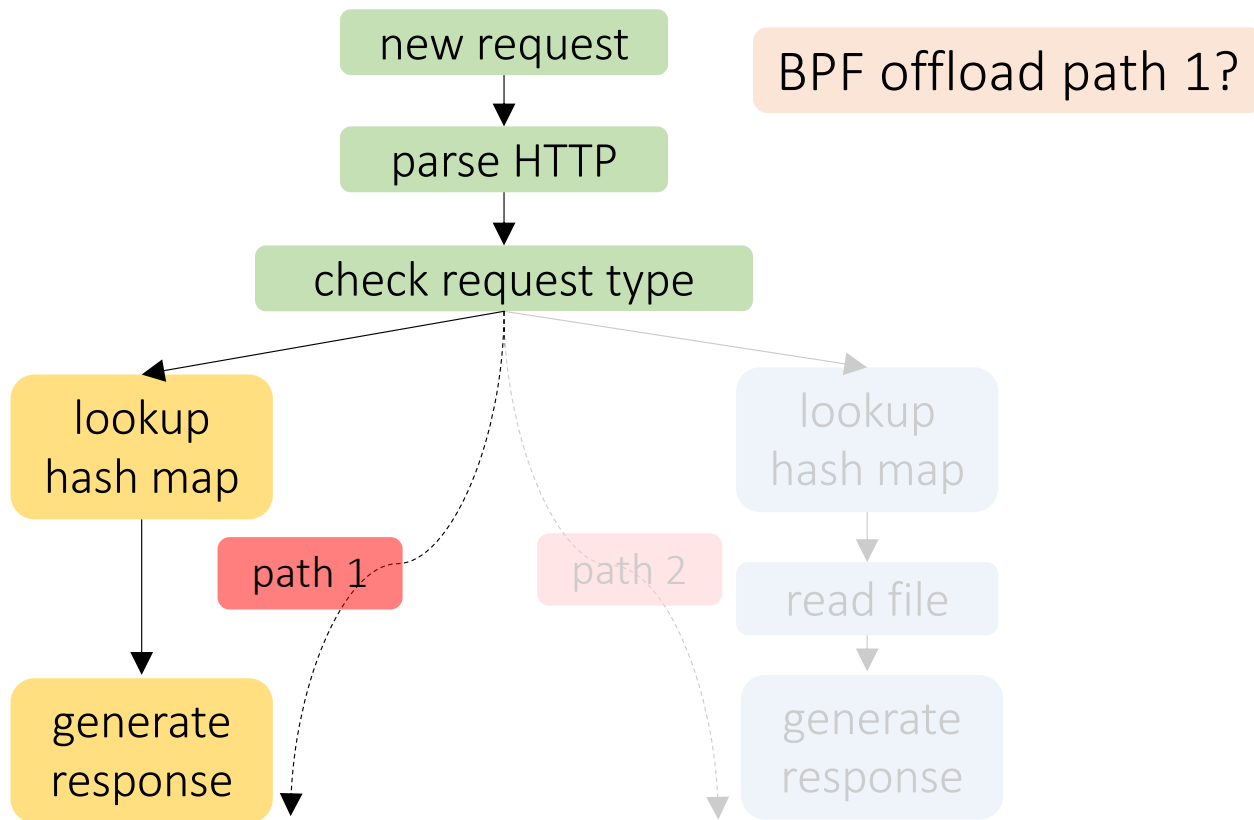 new request
BPF offload path 1?
parse HTTP
check request type
lookup
hash map
lookup
hash map
path 1
path 2
read file
generate
response
generate
response